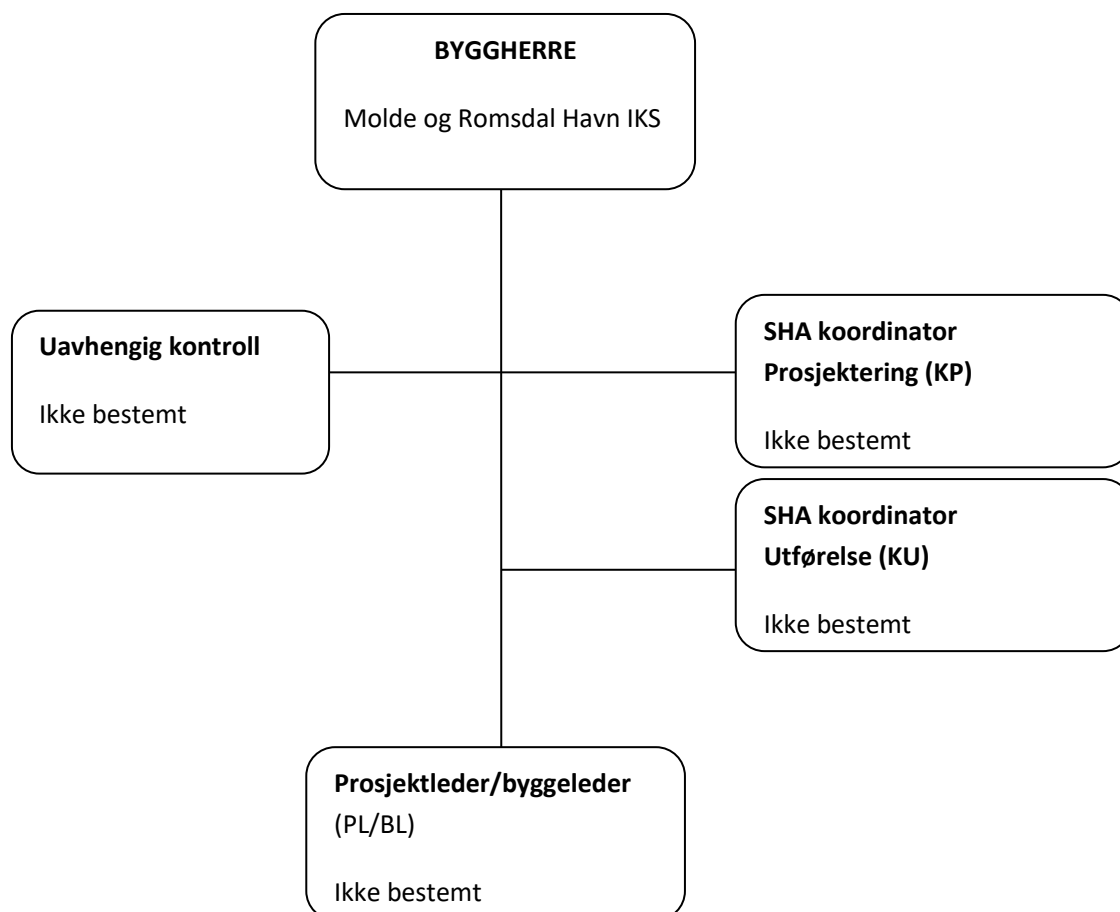 BYGGHERRE
Molde og Romsdal Havn IKS
Uavhengig kontroll
Ikke bestemt
SHA koordinator
Prosjektering (KP)
Ikke bestemt
SHA koordinator
Utførelse (KU)
Ikke bestemt
Prosjektleder/byggeleder
(PL/BL)
Ikke bestemt